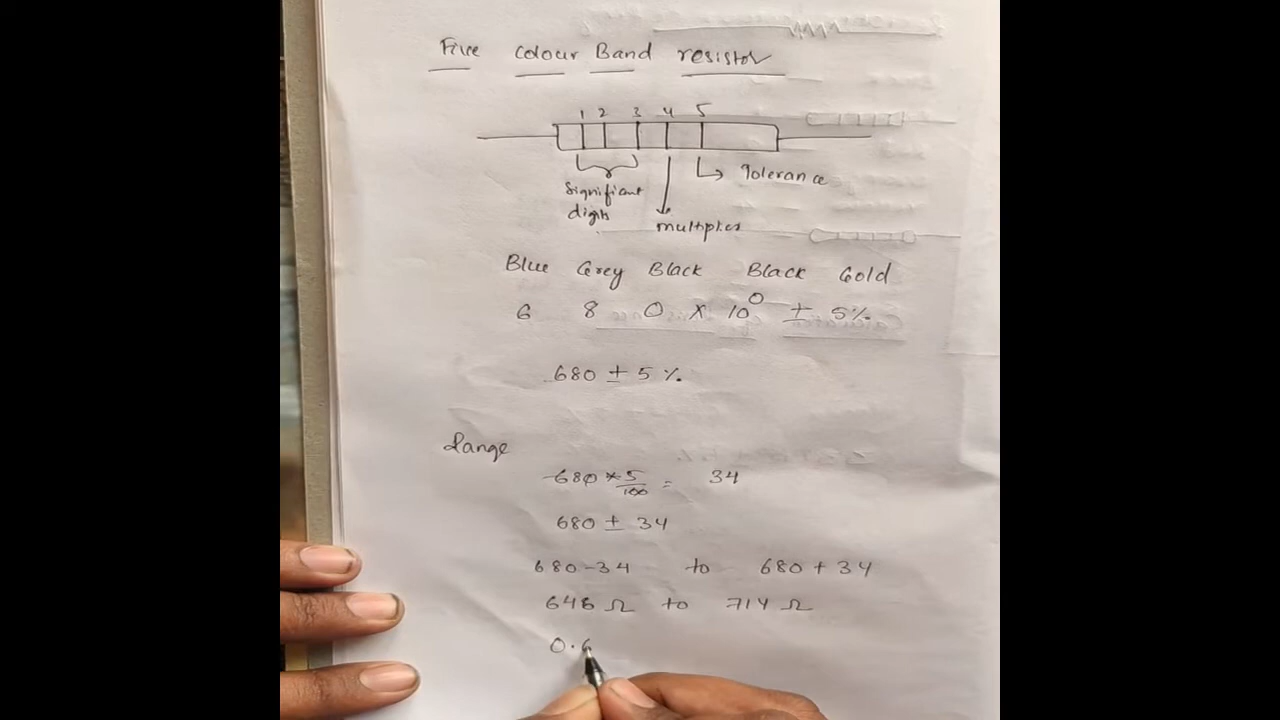 Five colour Band resistor
1 2 3 4 5
Tolerance
Significant
digits
multiplier
Blue Grey Black Black Gold
6 8 0 × 10⁰ ± 5%
680 ± 5 %
Range
680 * 5/100 = 34
680 ± 34
680 - 34 to 680 + 34
646 Ω to 714 Ω
0.6